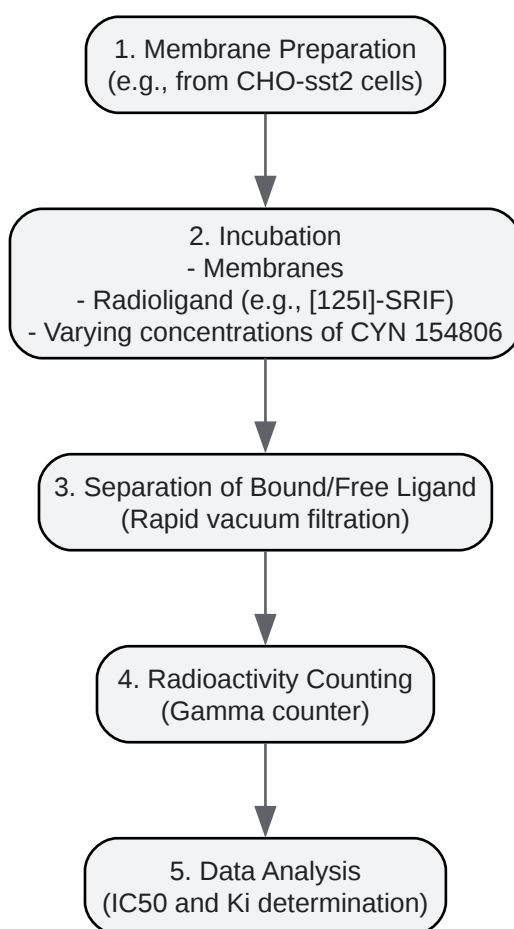 1. Membrane Preparation
(e.g., from CHO-sst2 cells)
2. Incubation
- Membranes
- Radioligand (e.g., [125I]-SRIF)
- Varying concentrations of CYN 154806
3. Separation of Bound/Free Ligand
(Rapid vacuum filtration)
4. Radioactivity Counting
(Gamma counter)
5. Data Analysis
(IC50 and Ki determination)